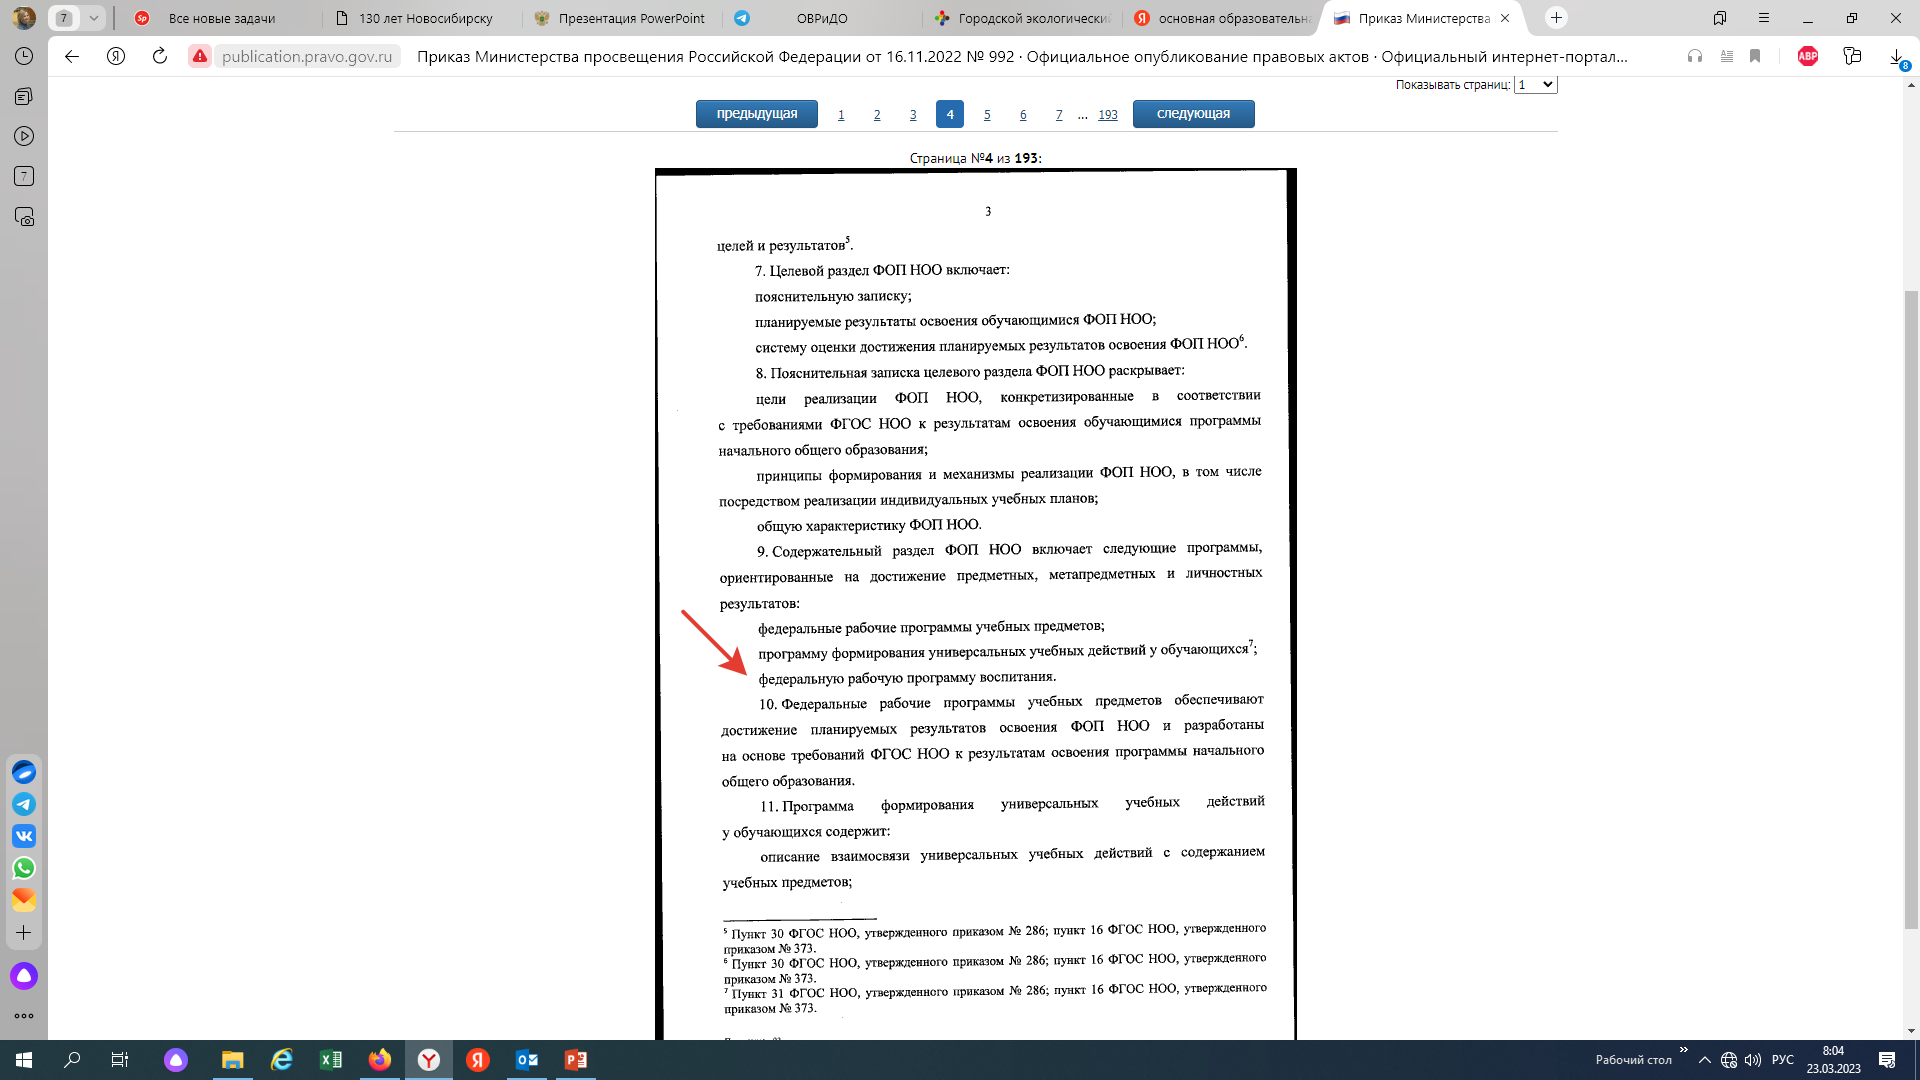 7
Все новые задачи
130 лет Новосибирску
Презентация PowerPoint
ОВРиДО
Городской экологический
основная образовательна
Приказ Министерства
publication.pravo.gov.ru
Приказ Министерства просвещения Российской Федерации от 16.11.2022 № 992 · Официальное опубликование правовых актов · Официальный интернет-портал...
ABP
8
7
Показывать страниц: 1
предыдущая 1 2 3 4 5 6 7 ... 193 следующая
Страница №4 из 193:
3
целей и результатов⁵.
7. Целевой раздел ФОП НОО включает:
пояснительную записку;
планируемые результаты освоения обучающимися ФОП НОО;
систему оценки достижения планируемых результатов освоения ФОП НОО⁶.
8. Пояснительная записка целевого раздела ФОП НОО раскрывает:
цели реализации ФОП НОО, конкретизированные в соответствии
с требованиями ФГОС НОО к результатам освоения обучающимися программы
начального общего образования;
принципы формирования и механизмы реализации ФОП НОО, в том числе
посредством реализации индивидуальных учебных планов;
общую характеристику ФОП НОО.
9. Содержательный раздел ФОП НОО включает следующие программы,
ориентированные на достижение предметных, метапредметных и личностных
результатов:
федеральные рабочие программы учебных предметов;
программу формирования универсальных учебных действий у обучающихся⁷;
федеральную рабочую программу воспитания.
10. Федеральные рабочие программы учебных предметов обеспечивают
достижение планируемых результатов освоения ФОП НОО и разработаны
на основе требований ФГОС НОО к результатам освоения программы начального
общего образования.
11. Программа формирования универсальных учебных действий
у обучающихся содержит:
описание взаимосвязи универсальных учебных действий с содержанием
учебных предметов;
⁵ Пункт 30 ФГОС НОО, утвержденного приказом № 286; пункт 16 ФГОС НОО, утвержденного
приказом № 373.
⁶ Пункт 30 ФГОС НОО, утвержденного приказом № 286; пункт 16 ФГОС НОО, утвержденного
приказом № 373.
⁷ Пункт 31 ФГОС НОО, утвержденного приказом № 286; пункт 16 ФГОС НОО, утвержденного
приказом № 373.
Рабочий стол
РУС
8:04
23.03.2023